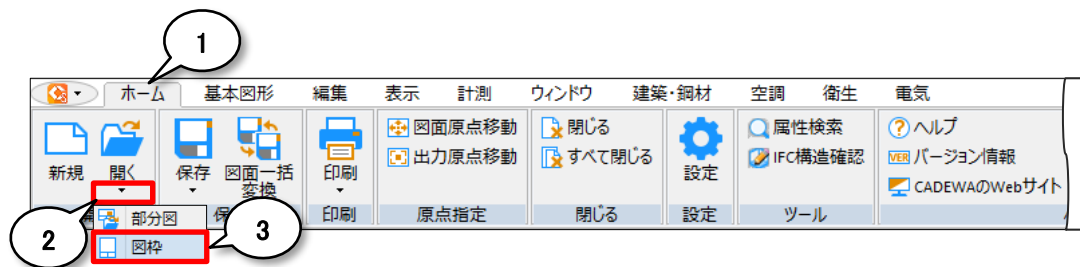 1
ホーム 基本図形 編集 表示 計測 ウィンドウ 建築・鋼材 空調 衛生 電気
新規 開く 保存 図面一括変換 印刷 図面原点移動 出力原点移動 閉じる すべて閉じる 設定 属性検索 IFC構造確認 ?ヘルプ VER バージョン情報 CADEWAのWebサイト
印刷 原点指定 閉じる 設定 ツール
2
部分図
図枠
3